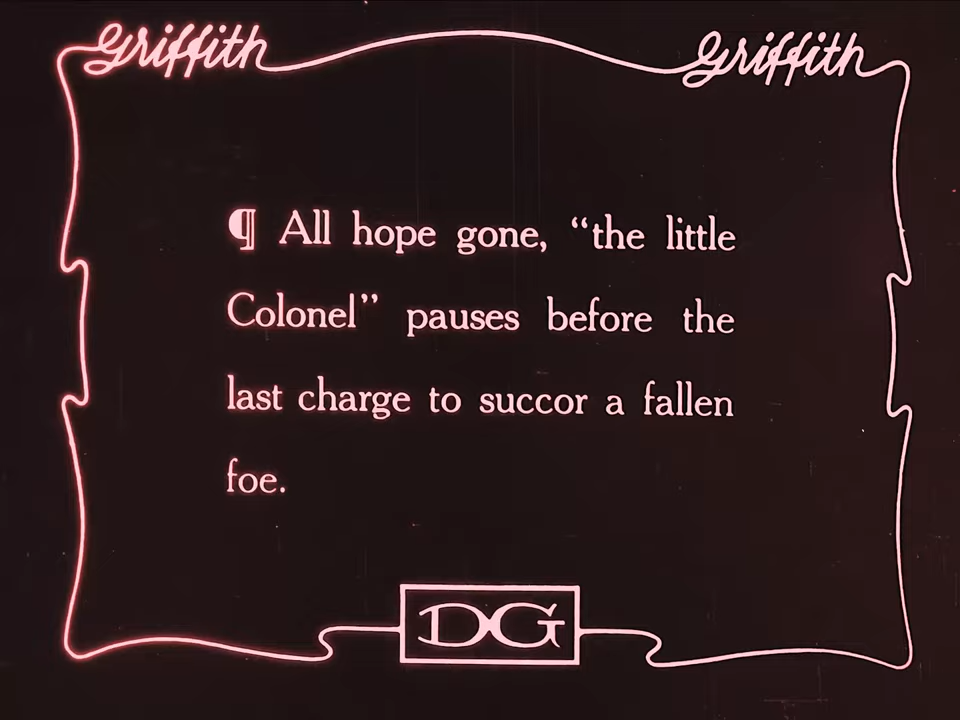 Griffith Griffith
¶ All hope gone, “the little
Colonel” pauses before the
last charge to succor a fallen
foe.
DG